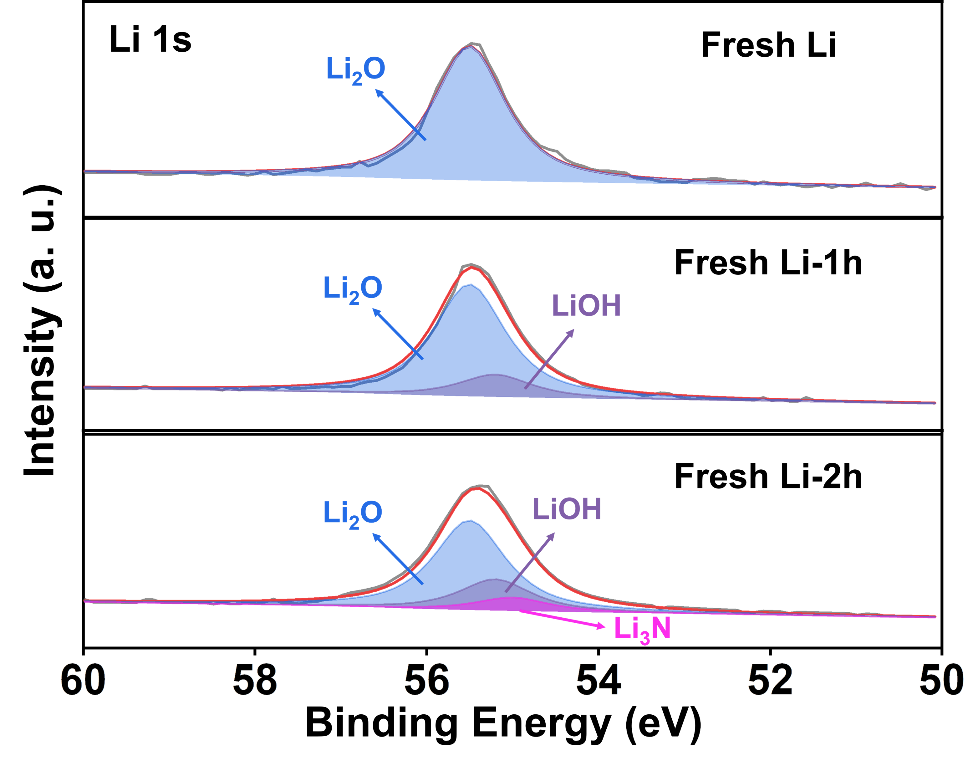 Li 1s
Fresh Li
Li₂O
Fresh Li-1h
Li₂O
LiOH
Fresh Li-2h
Li₂O
LiOH
Li₃N
Intensity (a. u.)
60 58 56 54 52 50
Binding Energy (eV)